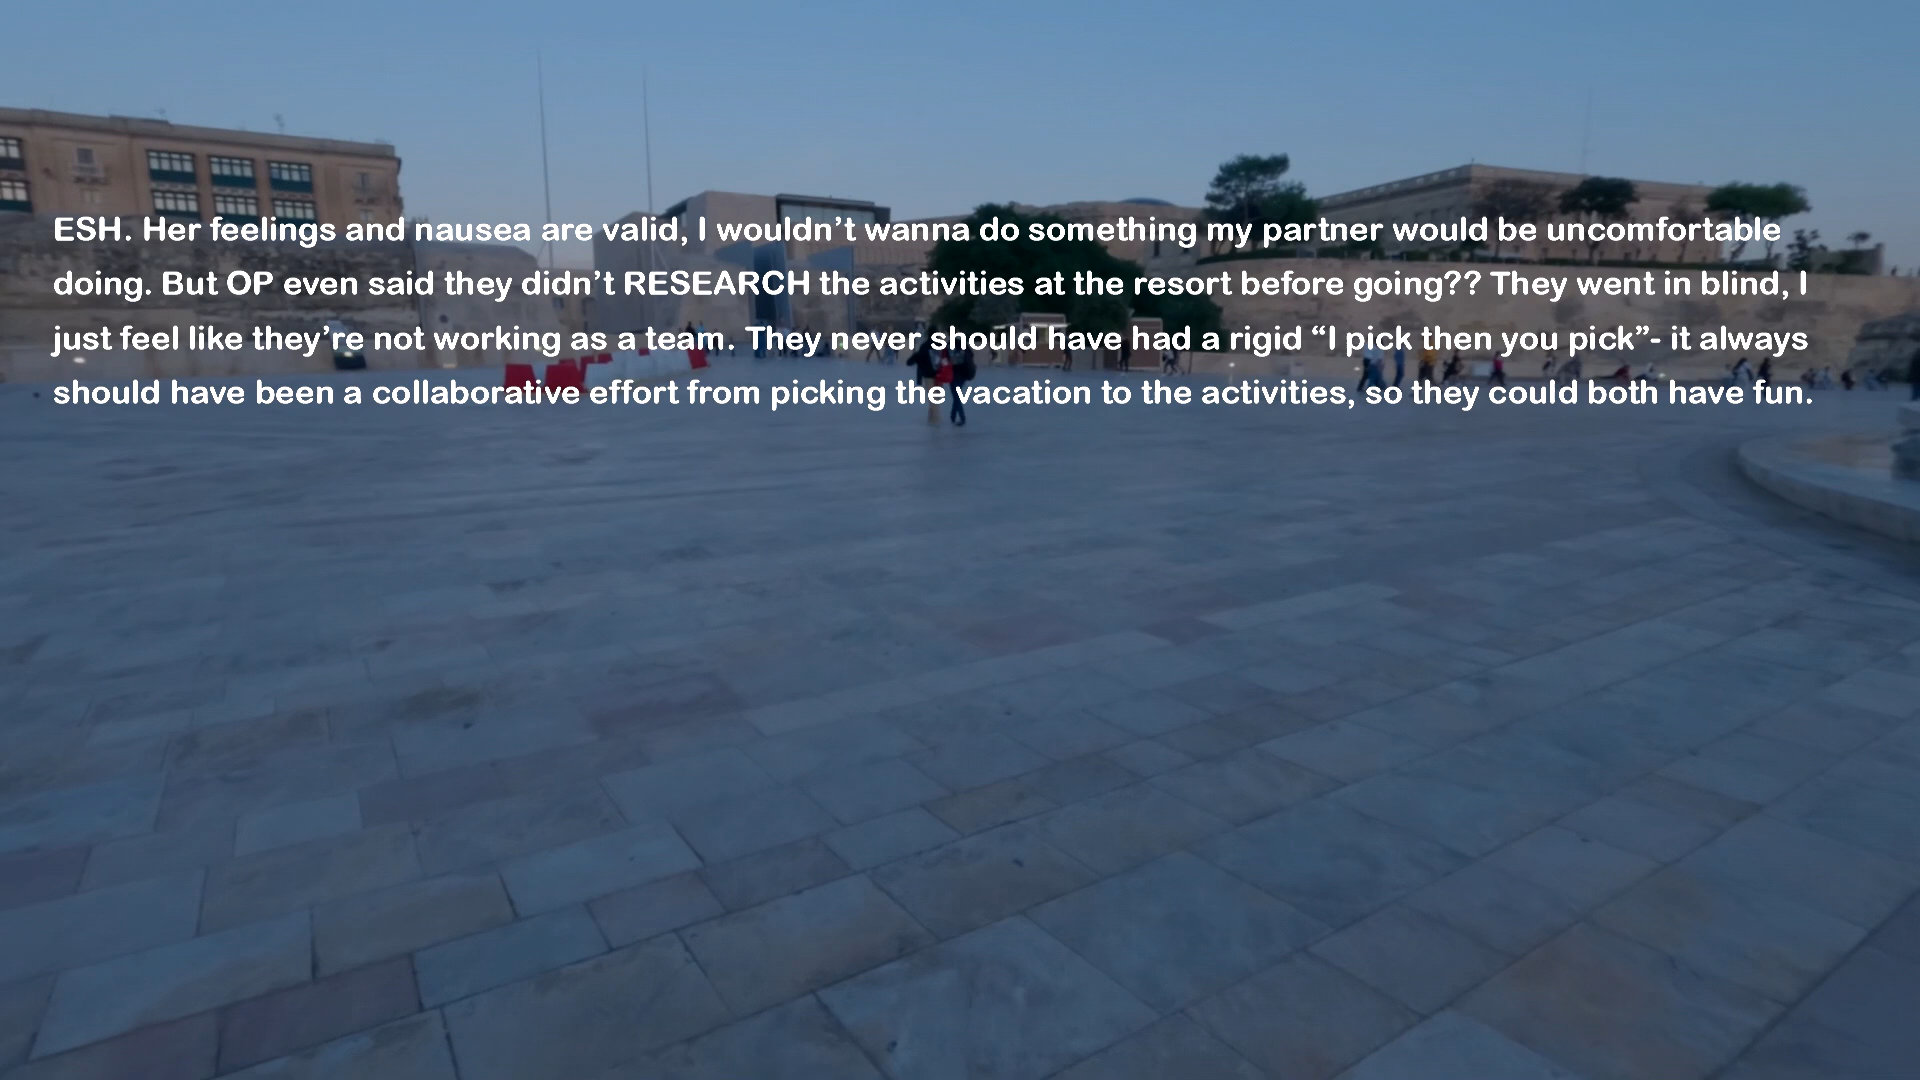 ESH. Her feelings and nausea are valid, I wouldn’t wanna do something my partner would be uncomfortable
doing. But OP even said they didn’t RESEARCH the activities at the resort before going?? They went in blind, I
just feel like they’re not working as a team. They never should have had a rigid “I pick then you pick”- it always
should have been a collaborative effort from picking the vacation to the activities, so they could both have fun.